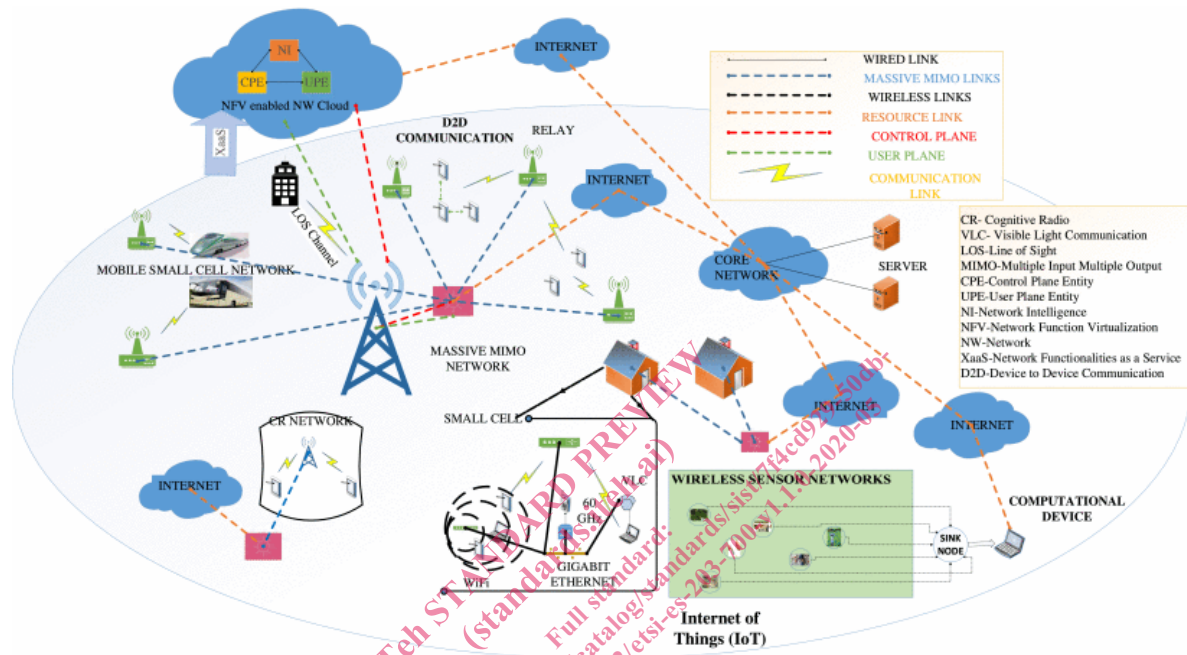 INTERNET
NI
CPE
UPE
NFV enabled NW Cloud
XaaS
LOS Channel
D2D
COMMUNICATION
RELAY
INTERNET
MOBILE SMALL CELL NETWORK
MASSIVE MIMO
NETWORK
CORE
NETWORK
SERVER
WIRED LINK
MASSIVE MIMO LINKS
WIRELESS LINKS
RESOURCE LINK
CONTROL PLANE
USER PLANE
COMMUNICATION
LINK
CR- Cognitive Radio
VLC- Visible Light Communication
LOS-Line of Sight
MIMO-Multiple Input Multiple Output
CPE-Control Plane Entity
UPE-User Plane Entity
NI-Network Intelligence
NFV-Network Function Virtualization
NW-Network
XaaS-Network Functionalities as a Service
D2D-Device to Device Communication
SMALL CELL
CR NETWORK
INTERNET
INTERNET
INTERNET
VLC
60
GHz
WiFi
GIGABIT
ETHERNET
WIRELESS SENSOR NETWORKS
SINK
NODE
COMPUTATIONAL
DEVICE
Internet of
Things (IoT)
Teh STANDARD PREVIEW
(standards.iteh.ai)
Full standard: